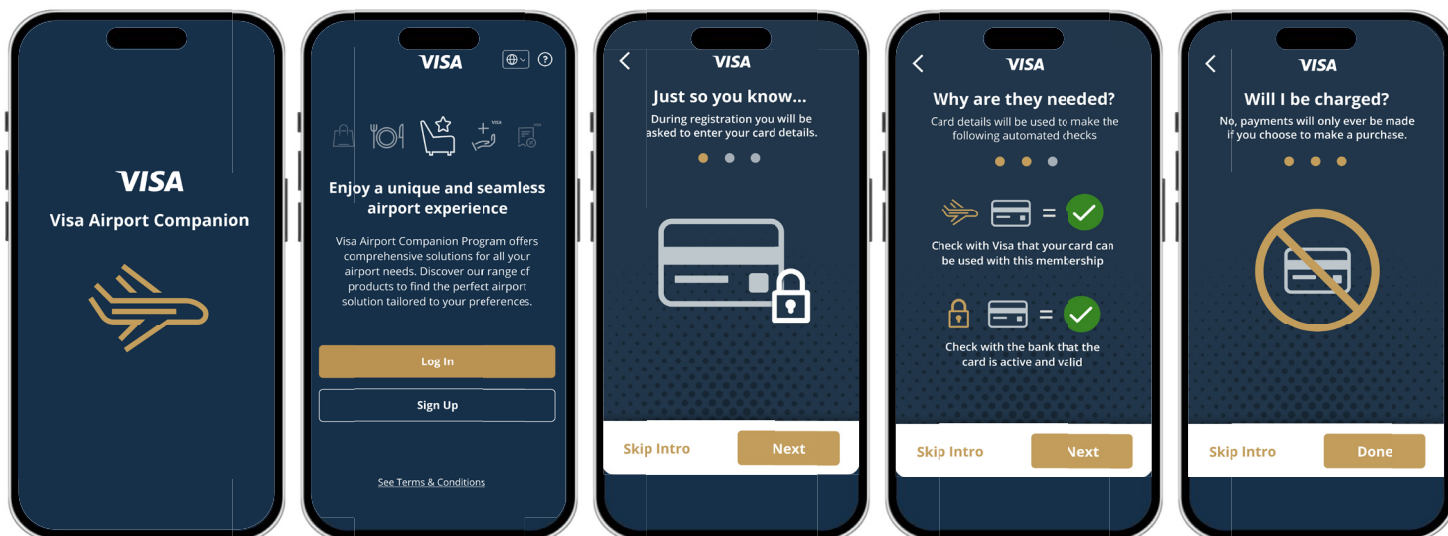 VISA
Visa Airport Companion
VISA
VISA
Enjoy a unique and seamless
airport experience
Visa Airport Companion Program offers
comprehensive solutions for all your
airport needs. Discover our range of
products to find the perfect airport
solution tailored to your preferences.
Log In
Sign Up
See Terms & Conditions
VISA
Just so you know...
During registration you will be
asked to enter your card details.
Skip Intro
Next
VISA
Why are they needed?
Card details will be used to make the
following automated checks
=
Check with Visa that your card can
be used with this membership
=
Check with the bank that the
card is active and valid
Skip Intro
Next
VISA
Will I be charged?
No, payments will only ever be made
if you choose to make a purchase.
Skip Intro
Done